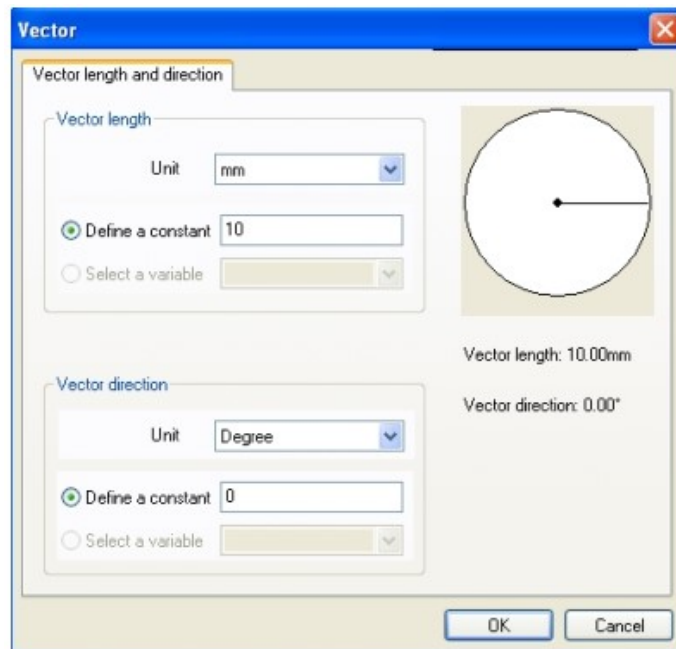 Vector
Vector length and direction
Vector length
Unit mm
Define a constant 10
Select a variable
Vector length: 10.00mm
Vector direction: 0.00°
Vector direction
Unit Degree
Define a constant 0
Select a variable
OK Cancel